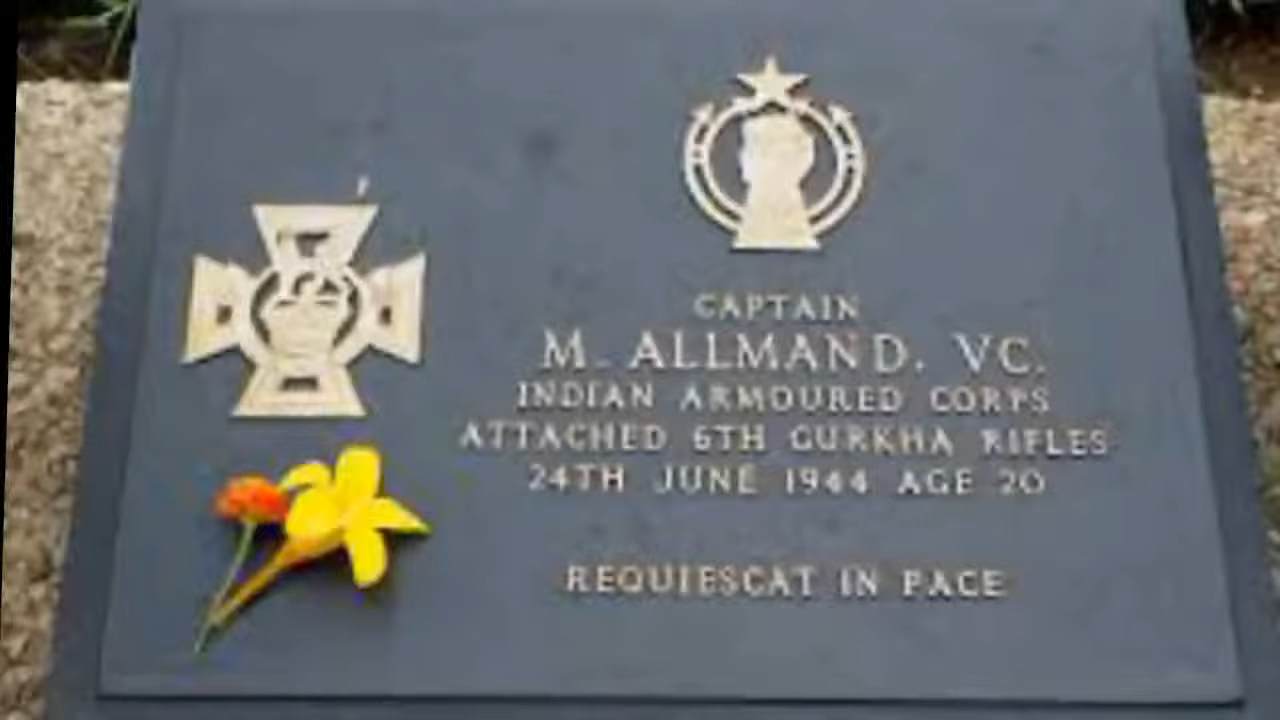 CAPTAIN
M. ALLMAND. VC.
INDIAN ARMOURED CORPS
ATTACHED 6TH GURKHA RIFLES
24TH JUNE 1944 AGE 20
REQUIESCAT IN PACE